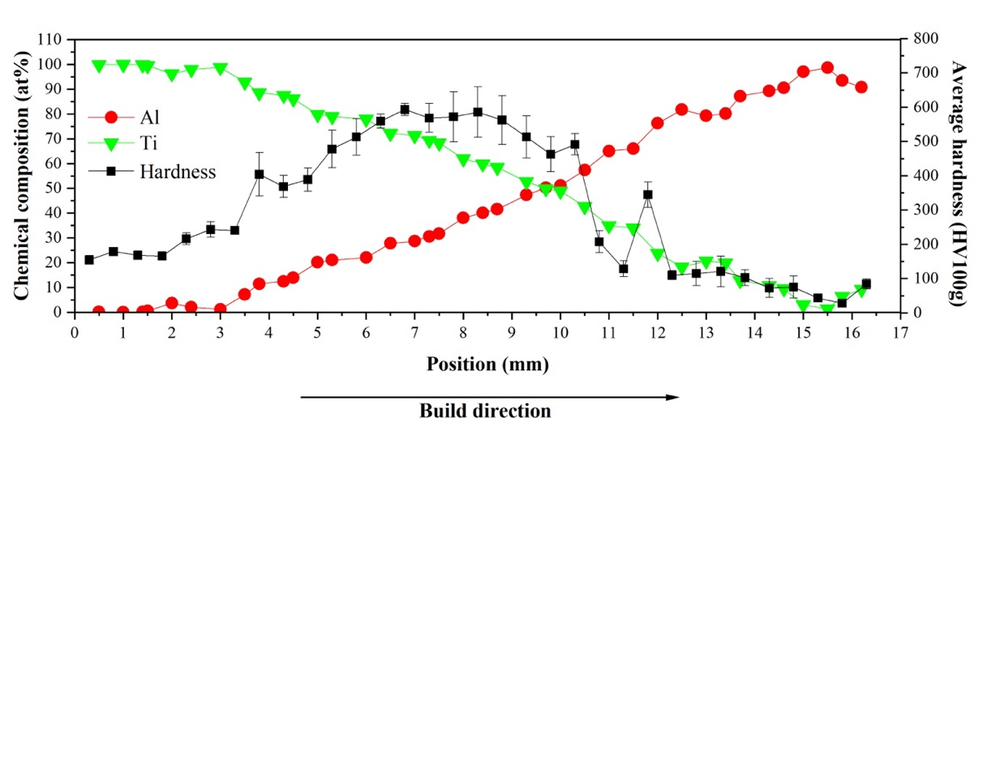 Chemical composition (at%)
110
100
90
80
70
60
50
40
30
20
10
0
Al
Ti
Hardness
800
700
600
500
400
300
200
100
0
Average hardness (HV100g)
0 1 2 3 4 5 6 7 8 9 10 11 12 13 14 15 16 17
Position (mm)
Build direction